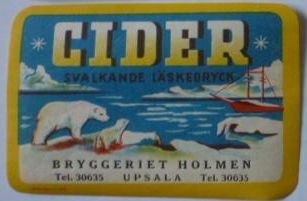 CIDER
SVALKANDE LÄSKEDRYCK
BRYGGERIET HOLMEN
Tel. 30635 UPSALA Tel. 30635